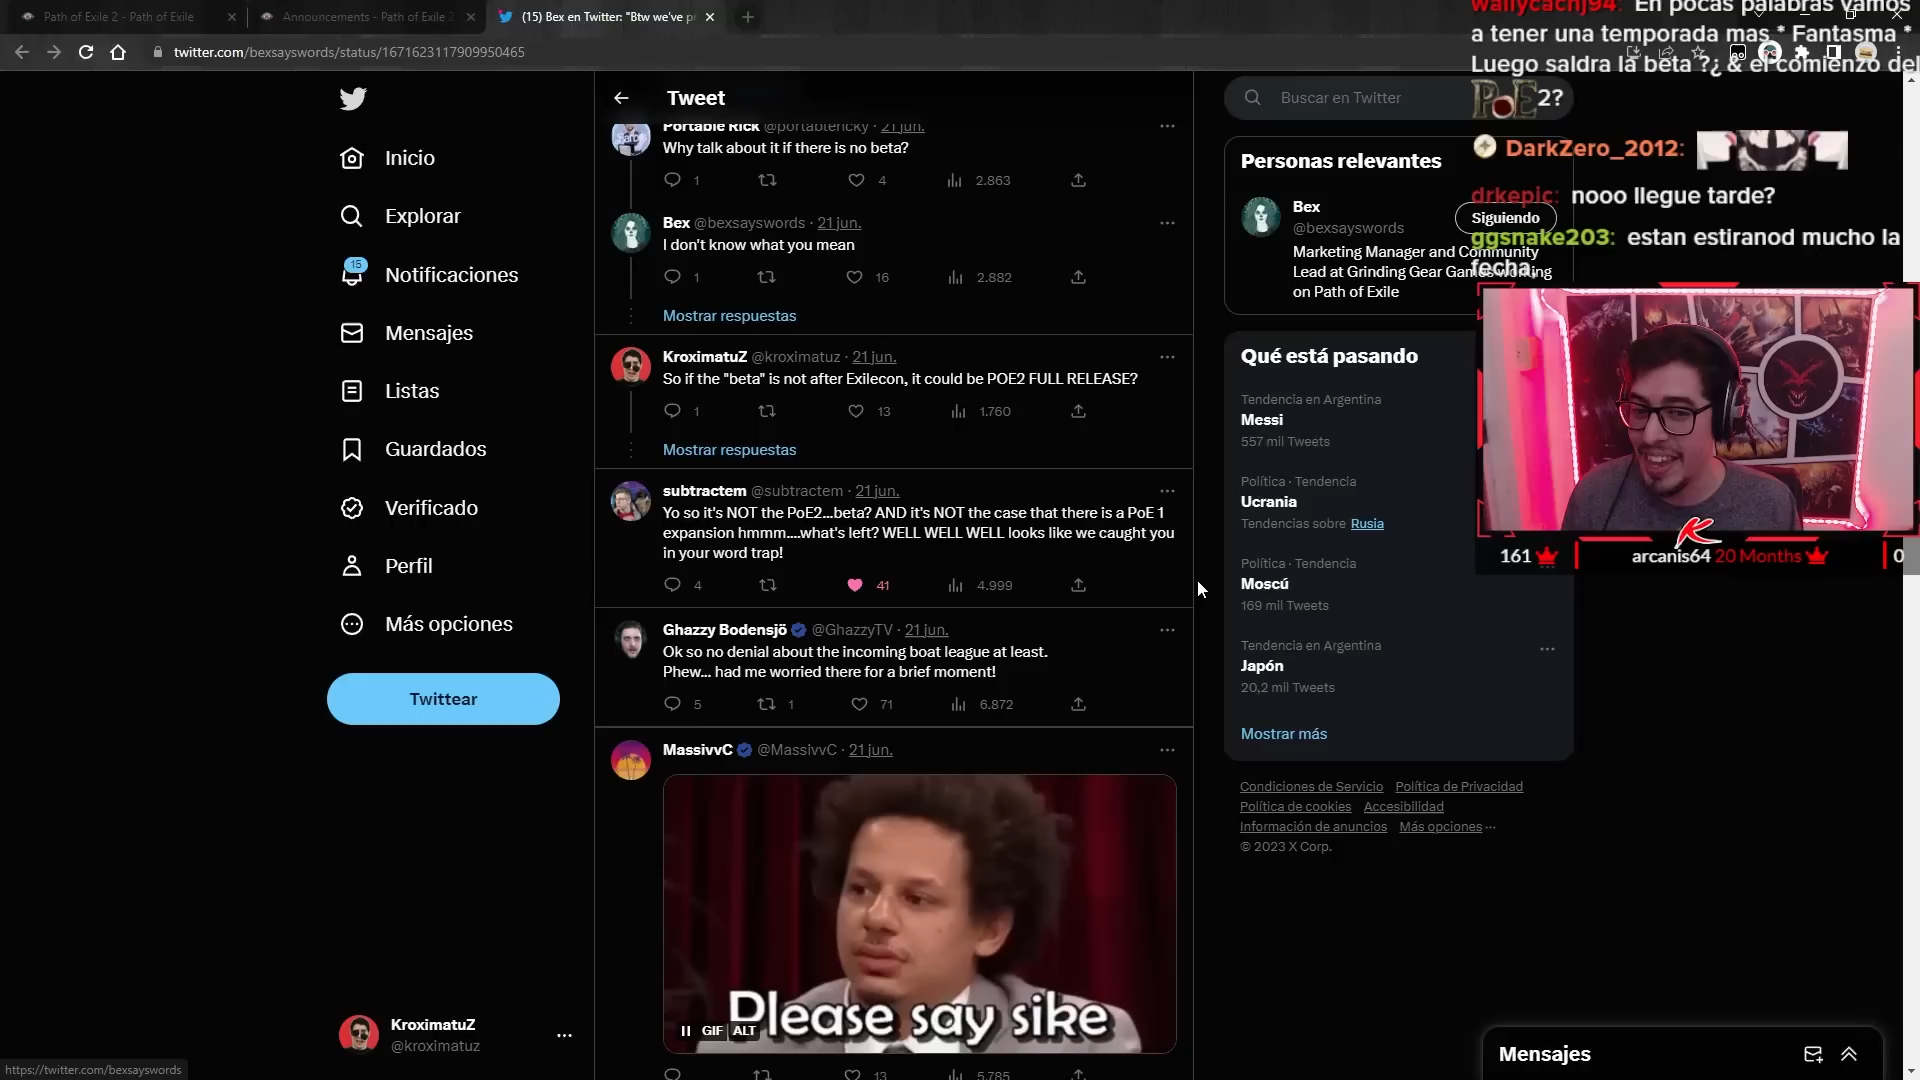 Path of Exile 2 - Path of Exile
Announcements - Path of Exile 2
(15) Bex en Twitter: "Btw we've pr
twitter.com/bexsayswords/status/1671623117909950465
Inicio
Explorar
15
Notificaciones
Mensajes
Listas
Guardados
Verificado
Perfil
Más opciones
Twittear
KroximatuZ
@kroximatuz
https://twitter.com/bexsayswords
Tweet
Portable Rick @portablericky · 21 jun.
Why talk about it if there is no beta?
1 4 2.863
Bex @bexsayswords · 21 jun.
I don't know what you mean
1 16 2.882
Mostrar respuestas
KroximatuZ @kroximatuz · 21 jun.
So if the "beta" is not after Exilecon, it could be POE2 FULL RELEASE?
1 13 1.760
Mostrar respuestas
subtractem @subtractem · 21 jun.
Yo so it's NOT the PoE2...beta? AND it's NOT the case that there is a PoE 1
expansion hmmm....what's left? WELL WELL WELL looks like we caught you
in your word trap!
4 41 4.999
Ghazzy Bodensjö @GhazzyTV · 21 jun.
Ok so no denial about the incoming boat league at least.
Phew... had me worried there for a brief moment!
5 1 71 6.872
MassivvC @MassivvC · 21 jun.
Please say sike
GIF ALT
13 5.785
Buscar en Twitter
Personas relevantes
Bex
@bexsayswords
Siguiendo
Marketing Manager and Community
Lead at Grinding Gear Games working
on Path of Exile
Qué está pasando
Tendencia en Argentina
Messi
557 mil Tweets
Política · Tendencia
Ucrania
Tendencias sobre Rusia
Política · Tendencia
Moscú
169 mil Tweets
Tendencia en Argentina
Japón
20,2 mil Tweets
Mostrar más
Condiciones de Servicio Política de Privacidad
Política de cookies Accesibilidad
Información de anuncios Más opciones ···
© 2023 X Corp.
wallycachj94: En pocas palabras vamos
a tener una temporada mas * Fantasma *
Luego saldra la beta ?¿ & el comienzo del
PoE 2?
DarkZero_2012:
drkepic: nooo llegue tarde?
ggsnake203: estan estiranod mucho la
fecha,
161
K
arcanis64 20 Months
0
Mensajes